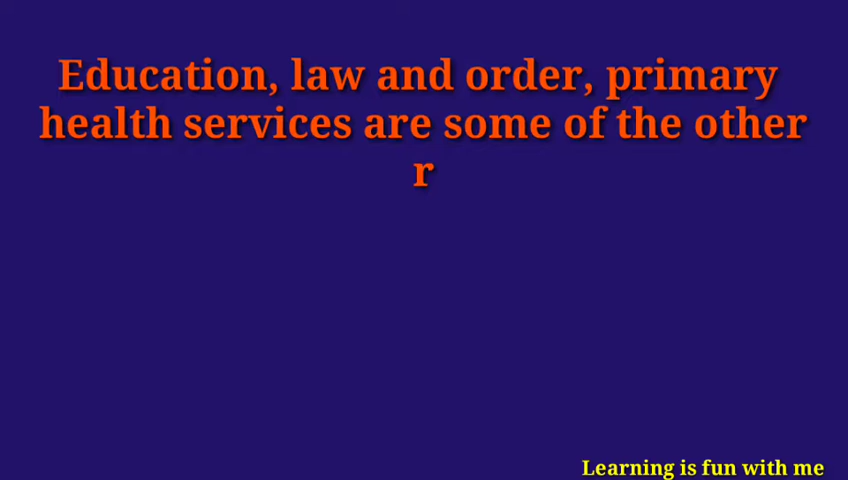 Education, law and order, primary
health services are some of the other
r
Learning is fun with me